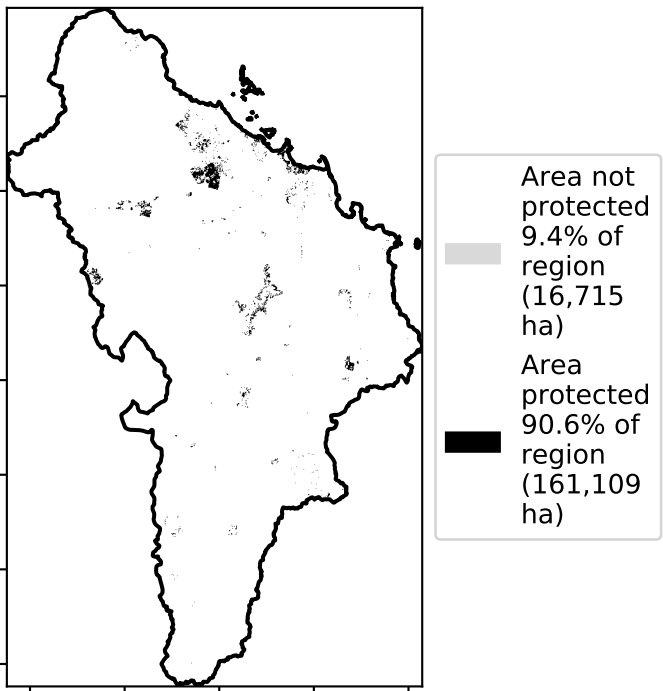 Area not
protected
9.4% of
region
(16,715
ha)
Area
protected
90.6% of
region
(161,109
ha)